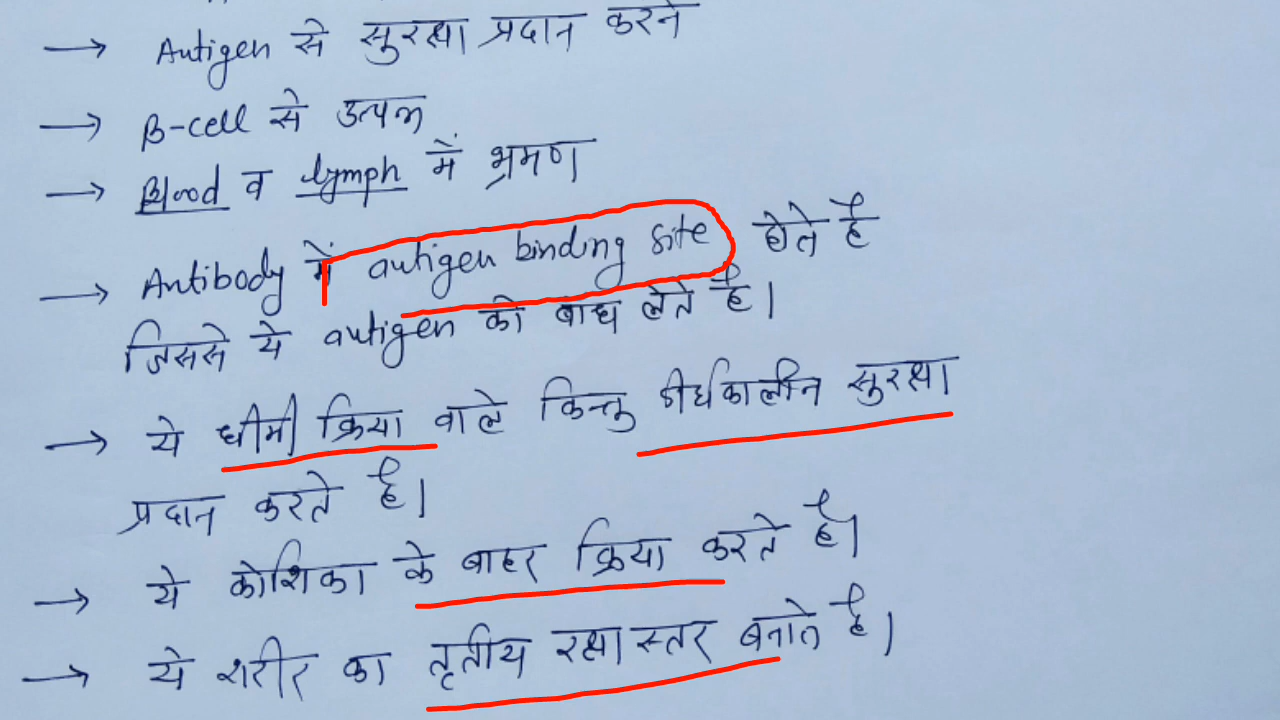 → Antigen से सुरक्षा प्रदान करने
→ B-cell से उत्पन्न
→ Blood व lymph में भ्रमण
→ Antibody में antigen binding site होते है
जिससे ये antigen को बांध लेते है।
→ ये धीमी क्रिया वाले किन्तु दीर्घकालीन सुरक्षा
प्रदान करते है।
→ ये कोशिका के बाहर क्रिया करते है।
→ ये शरीर का तृतीय रक्षा स्तर बनाते है।